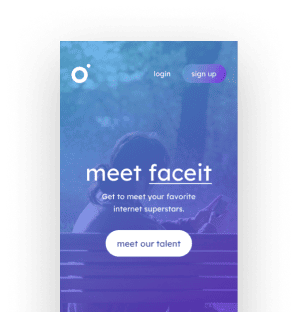 login
sign up
meet faceit
Get to meet your favorite
internet superstars.
meet our talent